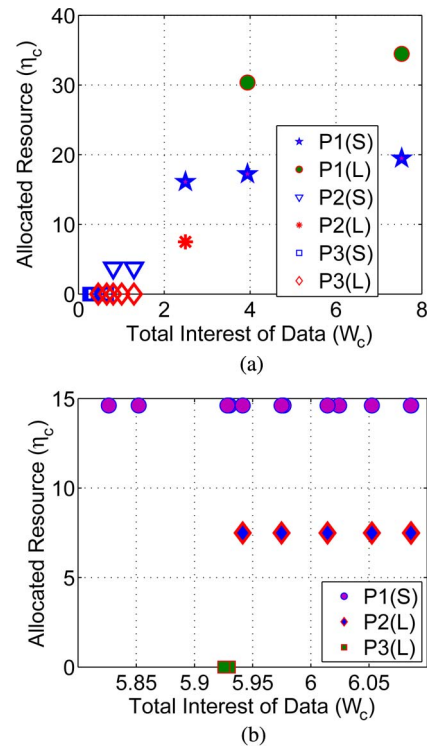 40
30
20
10
0
Allocated Resource (ηc)
P1(S)
P1(L)
P2(S)
P2(L)
P3(S)
P3(L)
0 2 4 6 8
Total Interest of Data (Wc)
(a)
15
10
5
0
Allocated Resource (ηc)
P1(S)
P2(L)
P3(L)
5.85 5.9 5.95 6 6.05
Total Interest of Data (Wc)
(b)